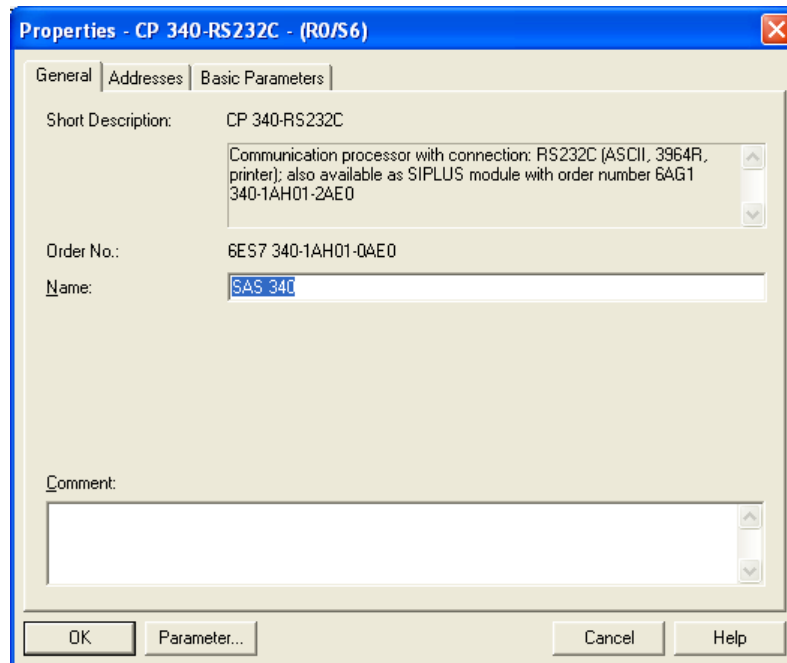 Properties - CP 340-RS232C - (R0/S6)
General Addresses Basic Parameters
Short Description: CP 340-RS232C
Communication processor with connection: RS232C (ASCII, 3964R,
printer); also available as SIPLUS module with order number 6AG1
340-1AH01-2AE0
Order No.: 6ES7 340-1AH01-0AE0
Name: SAS 340
Comment:
OK Parameter... Cancel Help